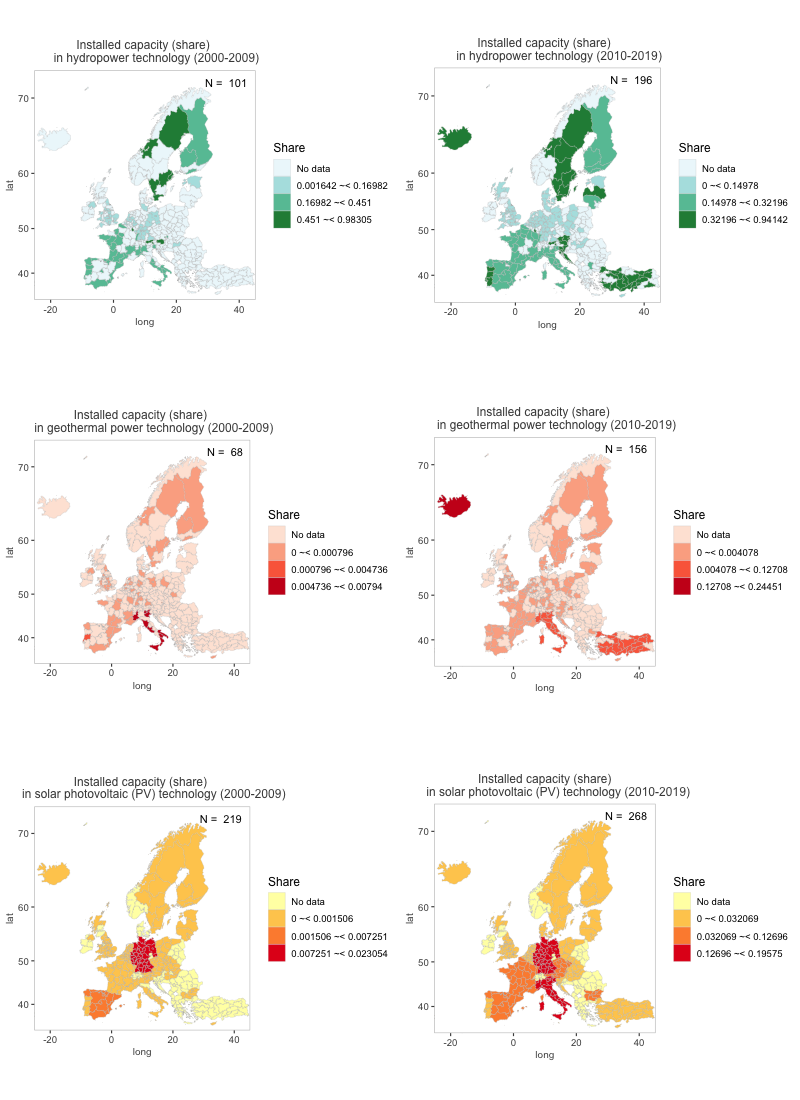 Installed capacity (share)
in hydropower technology (2000-2009)
N = 101
70
60
50
40
lat
-20
0
20
40
long
Share
No data
0.001642 ~< 0.16982
0.16982 ~< 0.451
0.451 ~< 0.98305
Installed capacity (share)
in hydropower technology (2010-2019)
N = 196
70
60
50
40
lat
-20
0
20
40
long
Share
No data
0 ~< 0.14978
0.14978 ~< 0.32196
0.32196 ~< 0.94142
Installed capacity (share)
in geothermal power technology (2000-2009)
N = 68
70
60
50
40
lat
-20
0
20
40
long
Share
No data
0 ~< 0.000796
0.000796 ~< 0.004736
0.004736 ~< 0.00794
Installed capacity (share)
in geothermal power technology (2010-2019)
N = 156
70
60
50
40
lat
-20
0
20
40
long
Share
No data
0 ~< 0.004078
0.004078 ~< 0.12708
0.12708 ~< 0.24451
Installed capacity (share)
in solar photovoltaic (PV) technology (2000-2009)
N = 219
70
60
50
40
lat
-20
0
20
40
long
Share
No data
0 ~< 0.001506
0.001506 ~< 0.007251
0.007251 ~< 0.023054
Installed capacity (share)
in solar photovoltaic (PV) technology (2010-2019)
N = 268
70
60
50
40
lat
-20
0
20
40
long
Share
No data
0 ~< 0.032069
0.032069 ~< 0.12696
0.12696 ~< 0.19575